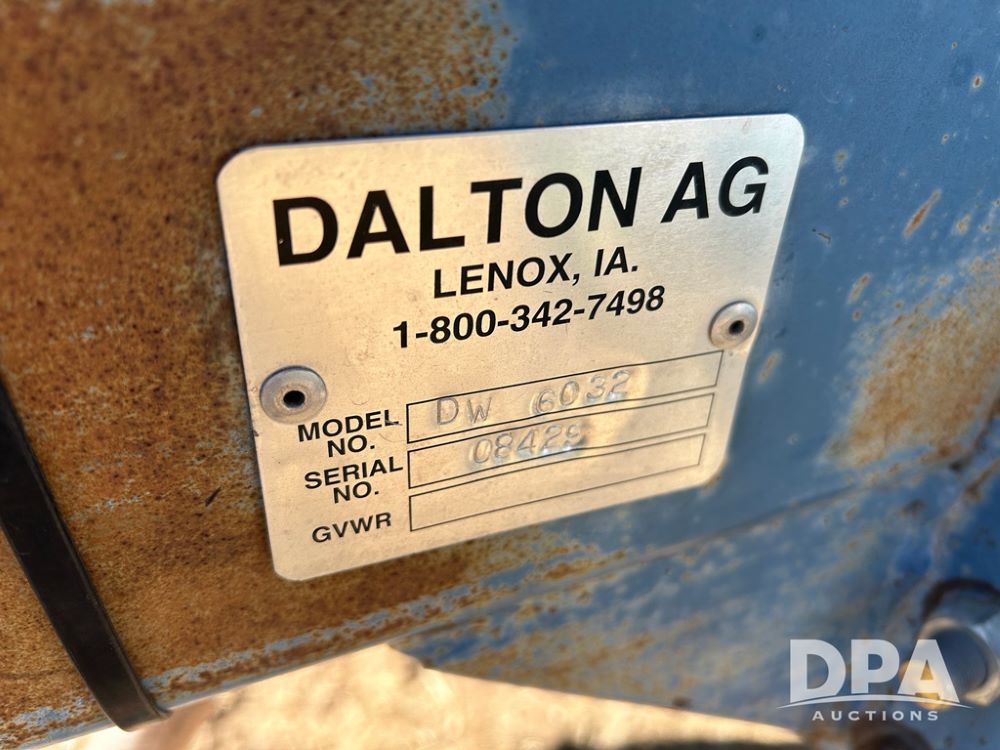 DALTON AG
LENOX, IA.
1-800-342-7498
MODEL NO. DW 6032
SERIAL NO. 08429
GVWR
DPA
AUCTIONS